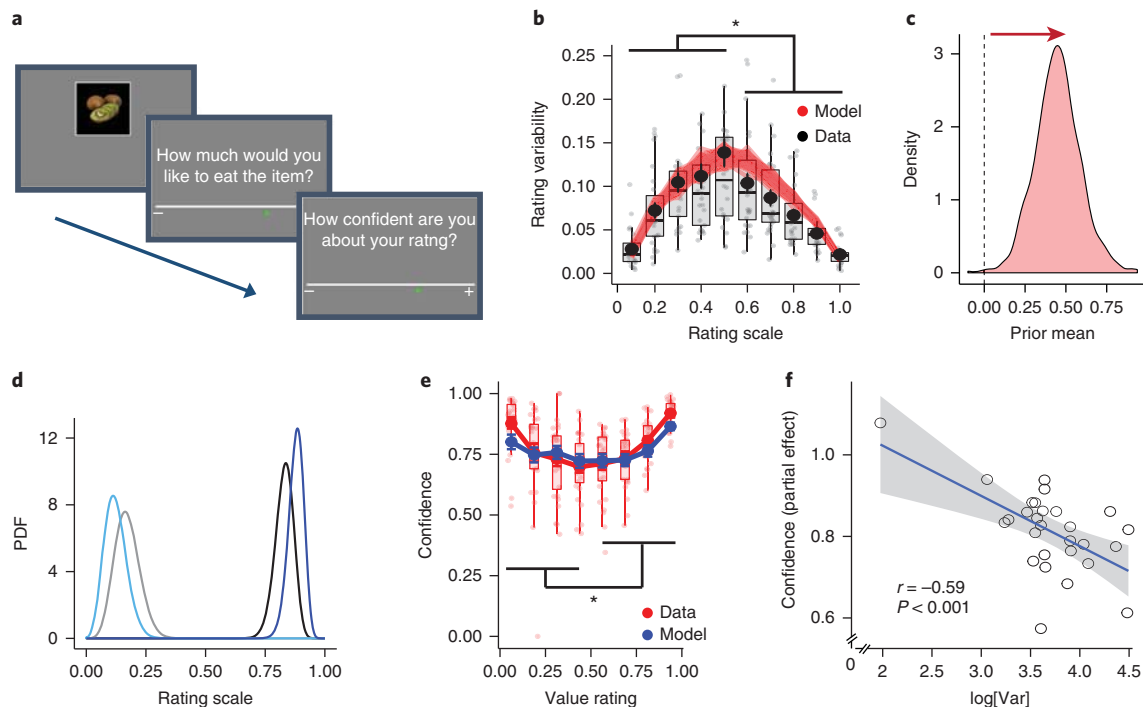 a
How much would you
like to eat the item?
–
How confident are you
about your ratng?
– +
b
*
Rating variability
0.25
0.20
0.15
0.10
0.05
0.00
Model
Data
0 0.2 0.4 0.6 0.8 1.0
Rating scale
c
Density
3
2
1
0
0.00 0.25 0.50 0.75
Prior mean
d
PDF
12
8
4
0
0.00 0.25 0.50 0.75 1.00
Rating scale
e
Confidence
1.00
0.75
0.50
0.25
0.00
*
Data
Model
0.00 0.25 0.50 0.75 1.00
Value rating
f
Confidence (partial effect)
1.0
0.8
0.6
0
r = –0.59
P < 0.001
2 2.5 3.0 3.5 4.0 4.5
log[Var]